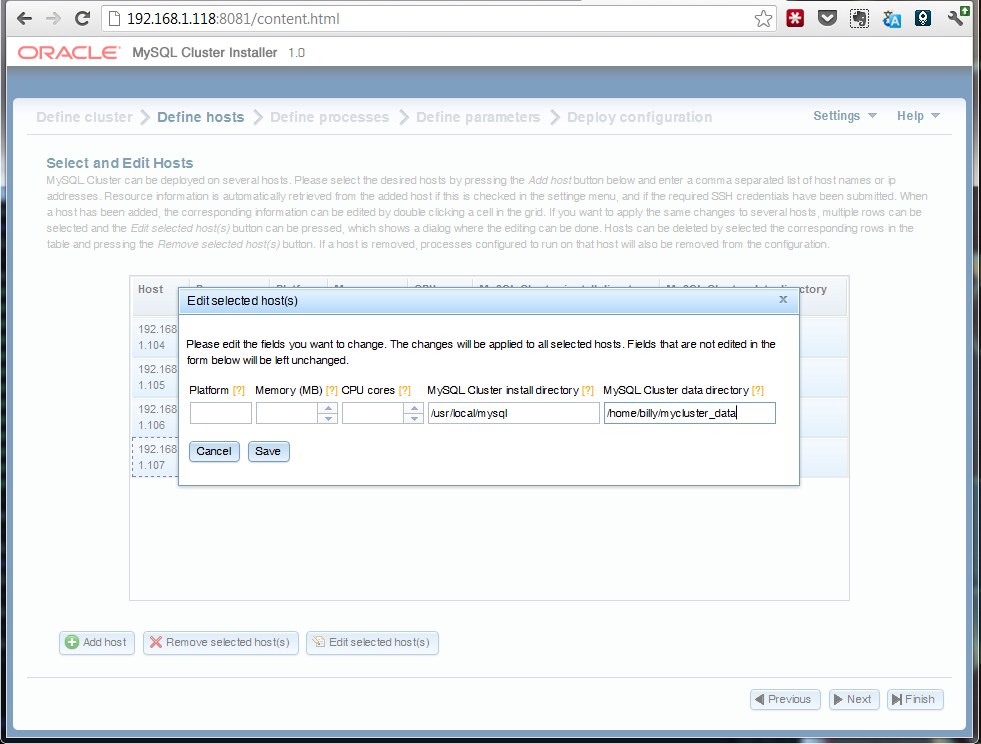 192.168.1.118:8081/content.html
ORACLE MySQL Cluster Installer 1.0
Define cluster Define hosts Define processes Define parameters Deploy configuration Settings Help
Select and Edit Hosts
MySQL Cluster can be deployed on several hosts. Please select the desired hosts by pressing the Add host button below and enter a comma separated list of host names or ip
addresses. Resource information is automatically retrieved from the added host if this is checked in the settinge menu, and if the required SSH credentials have been submitted. When
a host has been added, the corresponding information can be edited by double clicking a cell in the grid. If you want to apply the same changes to several hosts, multiple rows can be
selected and the Edit selected host(s) button can be pressed, which shows a dialog where the editing can be done. Hosts can be deleted by selected the corresponding rows in the
table and pressing the Remove selected host(s) button. If a host is removed, processes configured to run on that host will also be removed from the configuration.
Host ctory
Edit selected host(s) x
192.168
1.104
192.168
1.105
192.168
1.106
192.168
1.107
Please edit the fields you want to change. The changes will be applied to all selected hosts. Fields that are not edited in the
form below will be left unchanged.
Platform [?] Memory (MB) [?] CPU cores [?] MySQL Cluster install directory [?] MySQL Cluster data directory [?]
/usr/local/mysql /home/billy/mycluster_data
Cancel Save
Add host Remove selected host(s) Edit selected host(s)
Previous Next Finish